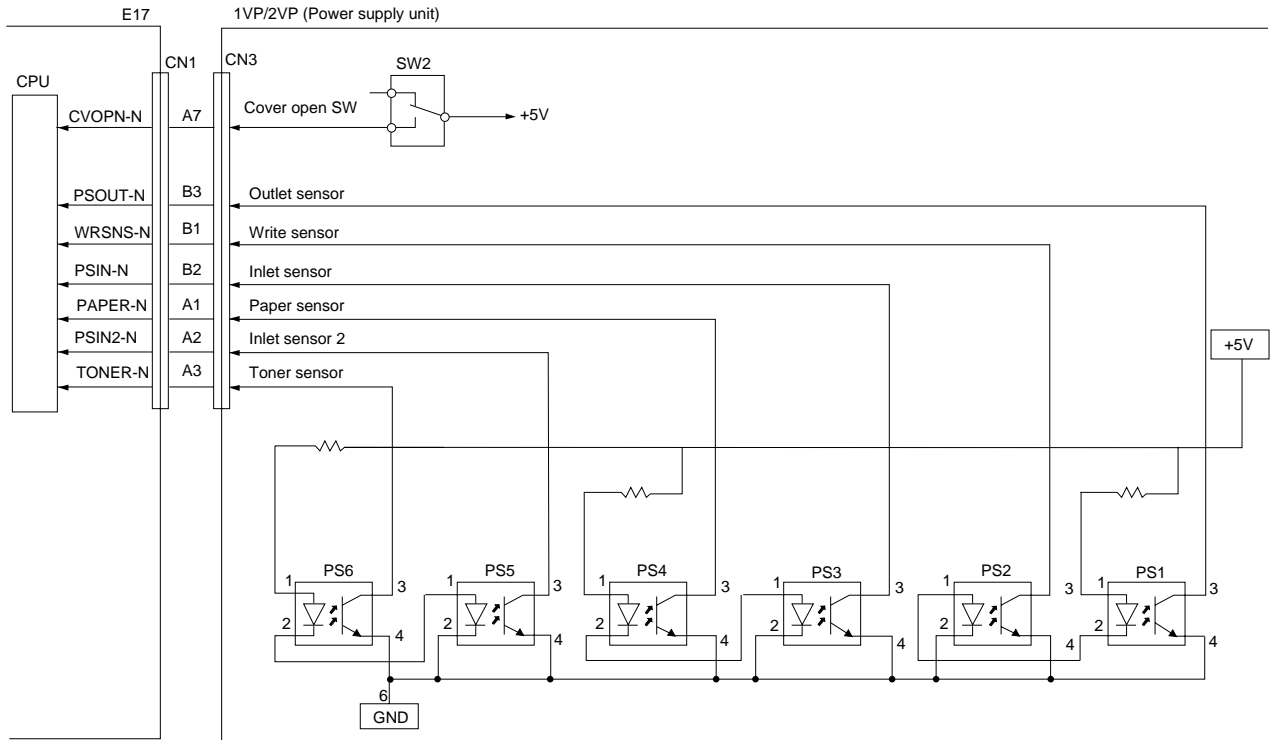 E17
1VP/2VP (Power supply unit)
CN1
CN3
SW2
CPU
CVOPN-N
A7
Cover open SW
+5V
PSOUT-N
B3
Outlet sensor
WRSNS-N
B1
Write sensor
PSIN-N
B2
Inlet sensor
PAPER-N
A1
Paper sensor
PSIN2-N
A2
Inlet sensor 2
TONER-N
A3
Toner sensor
+5V
PS6
1
2
3
4
PS5
1
2
3
4
PS4
1
2
3
4
PS3
1
2
3
4
PS2
1
2
3
4
PS1
1
2
3
4
6
GND